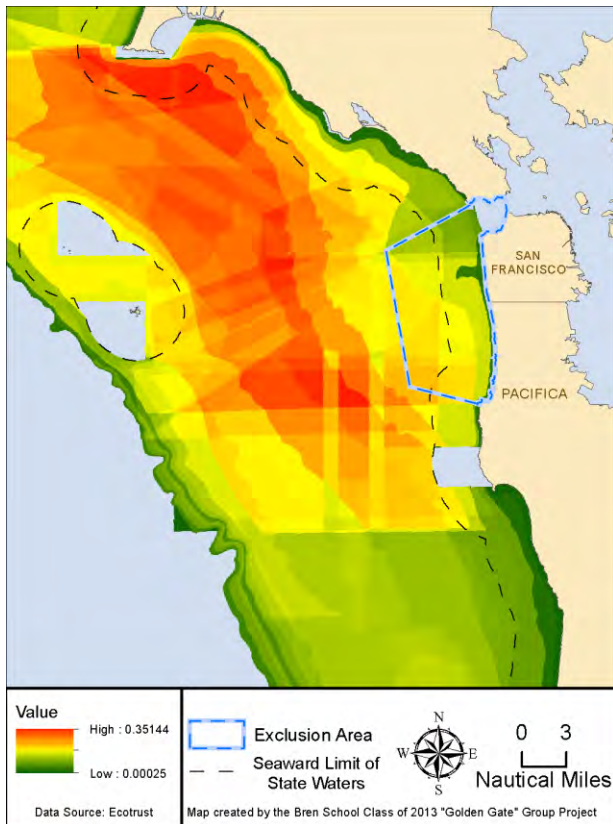 SAN
FRANCISCO
PACIFICA
Value
High : 0.35144
Low : 0.00025
Data Source: Ecotrust
Exclusion Area
Seaward Limit of
State Waters
N
W E
S
0 3
Nautical Miles
Map created by the Bren School Class of 2013 "Golden Gate" Group Project